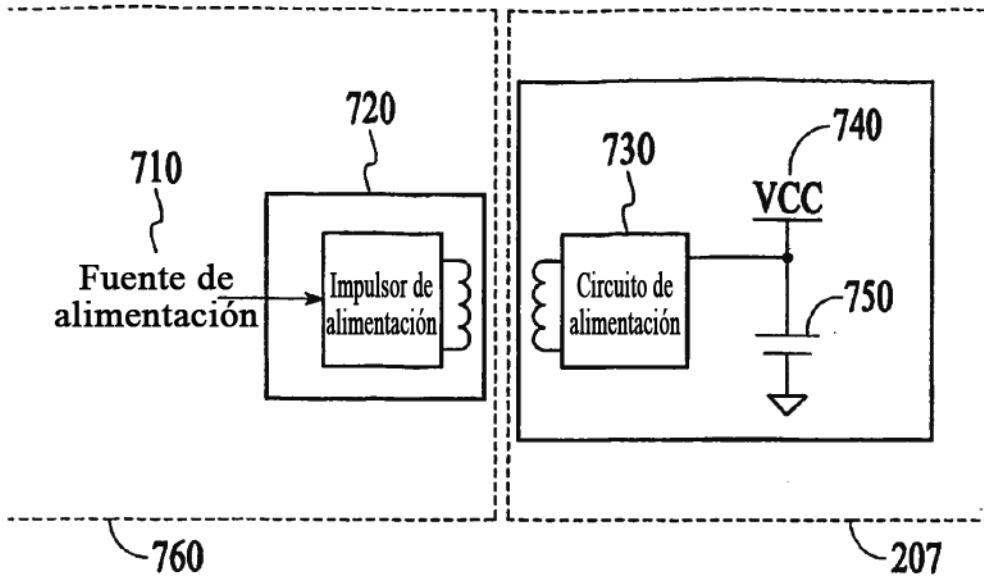 720
710
Fuente de
alimentación
Impulsor de
alimentación
730
Circuito de
alimentación
740
VCC
750
760
207